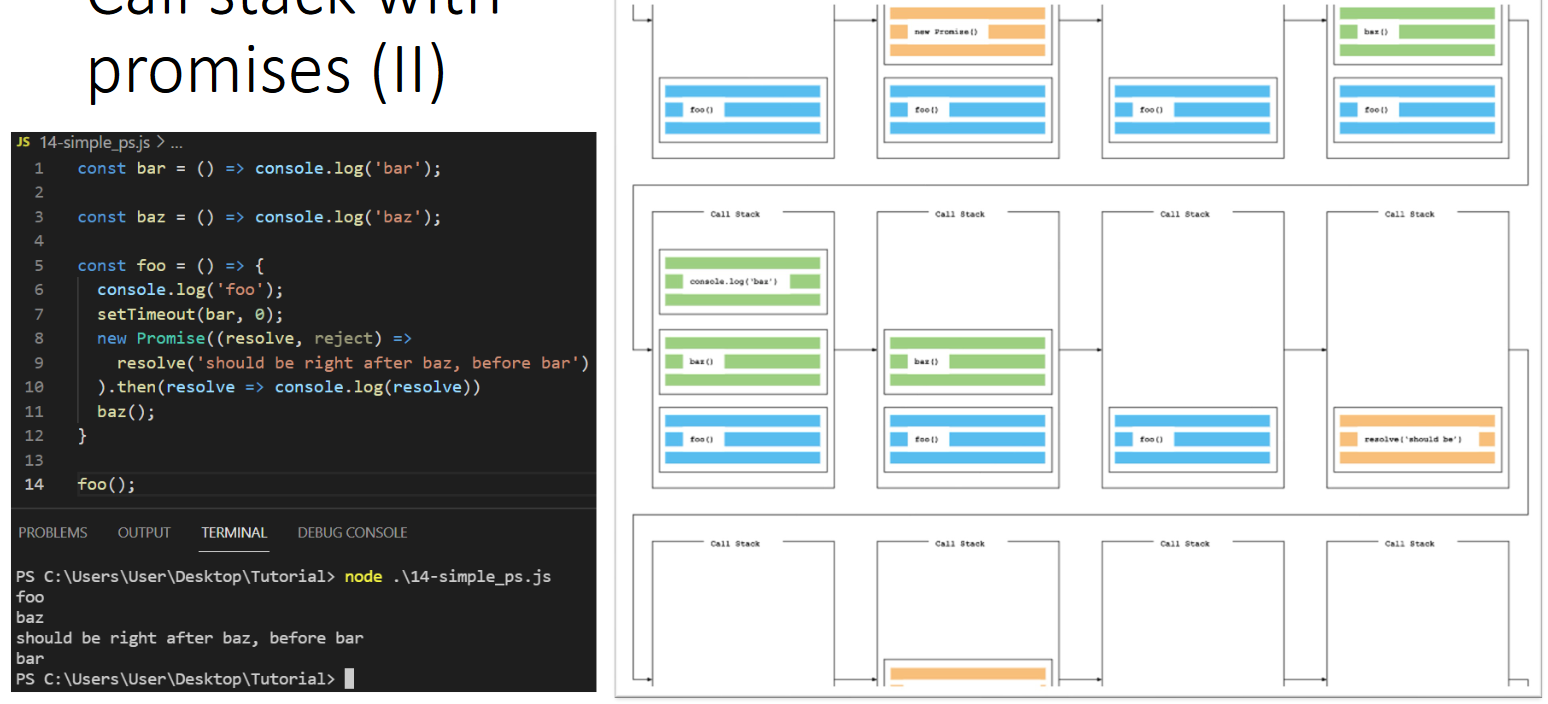 Call stack with
promises (II)
JS 14-simple_ps.js > ...
1 const bar = () => console.log('bar');
2
3 const baz = () => console.log('baz');
4
5 const foo = () => {
6 console.log('foo');
7 setTimeout(bar, 0);
8 new Promise((resolve, reject) =>
9 resolve('should be right after baz, before bar')
10 ).then(resolve => console.log(resolve))
11 baz();
12 }
13
14 foo();
PROBLEMS OUTPUT TERMINAL DEBUG CONSOLE
PS C:\Users\User\Desktop\Tutorial> node .\14-simple_ps.js
foo
baz
should be right after baz, before bar
bar
PS C:\Users\User\Desktop\Tutorial>
new Promise() baz()
foo() foo() foo() foo()
Call Stack Call Stack Call Stack Call Stack
console.log('baz')
baz() baz()
foo() foo() foo() resolve('should be')
Call Stack Call Stack Call Stack Call Stack